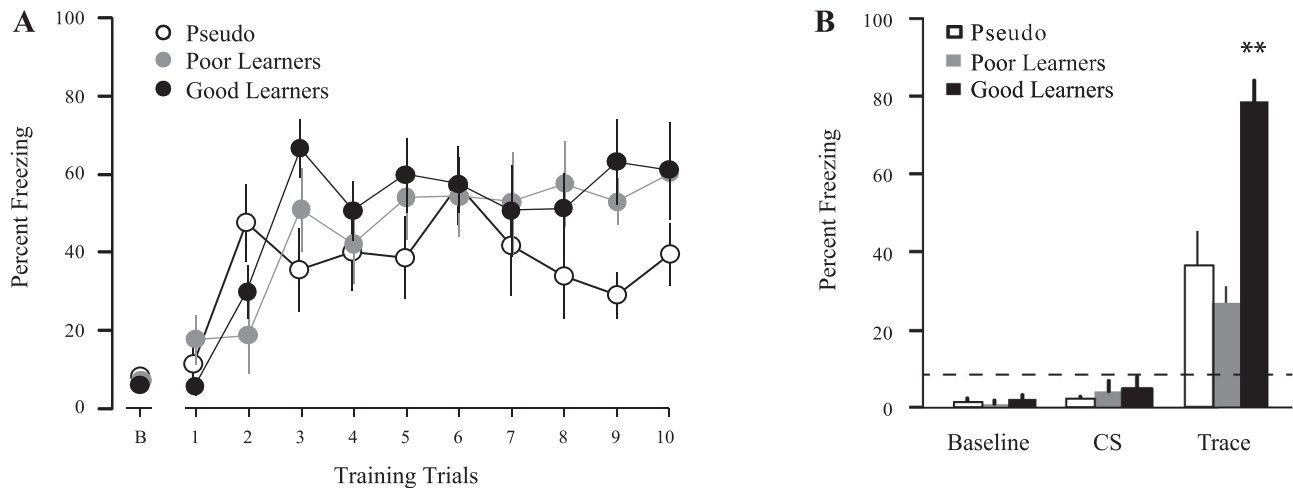 A
100
80
60
40
20
0
Percent Freezing
Pseudo
Poor Learners
Good Learners
B 1 2 3 4 5 6 7 8 9 10
Training Trials
B
100
80
60
40
20
0
Percent Freezing
Pseudo
Poor Learners
Good Learners
**
Baseline CS Trace